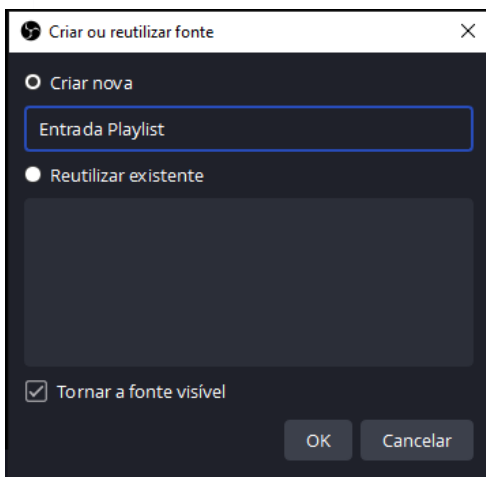 Criar ou reutilizar fonte
Criar nova
Entrada Playlist
Reutilizar existente
Tornar a fonte visível
OK
Cancelar